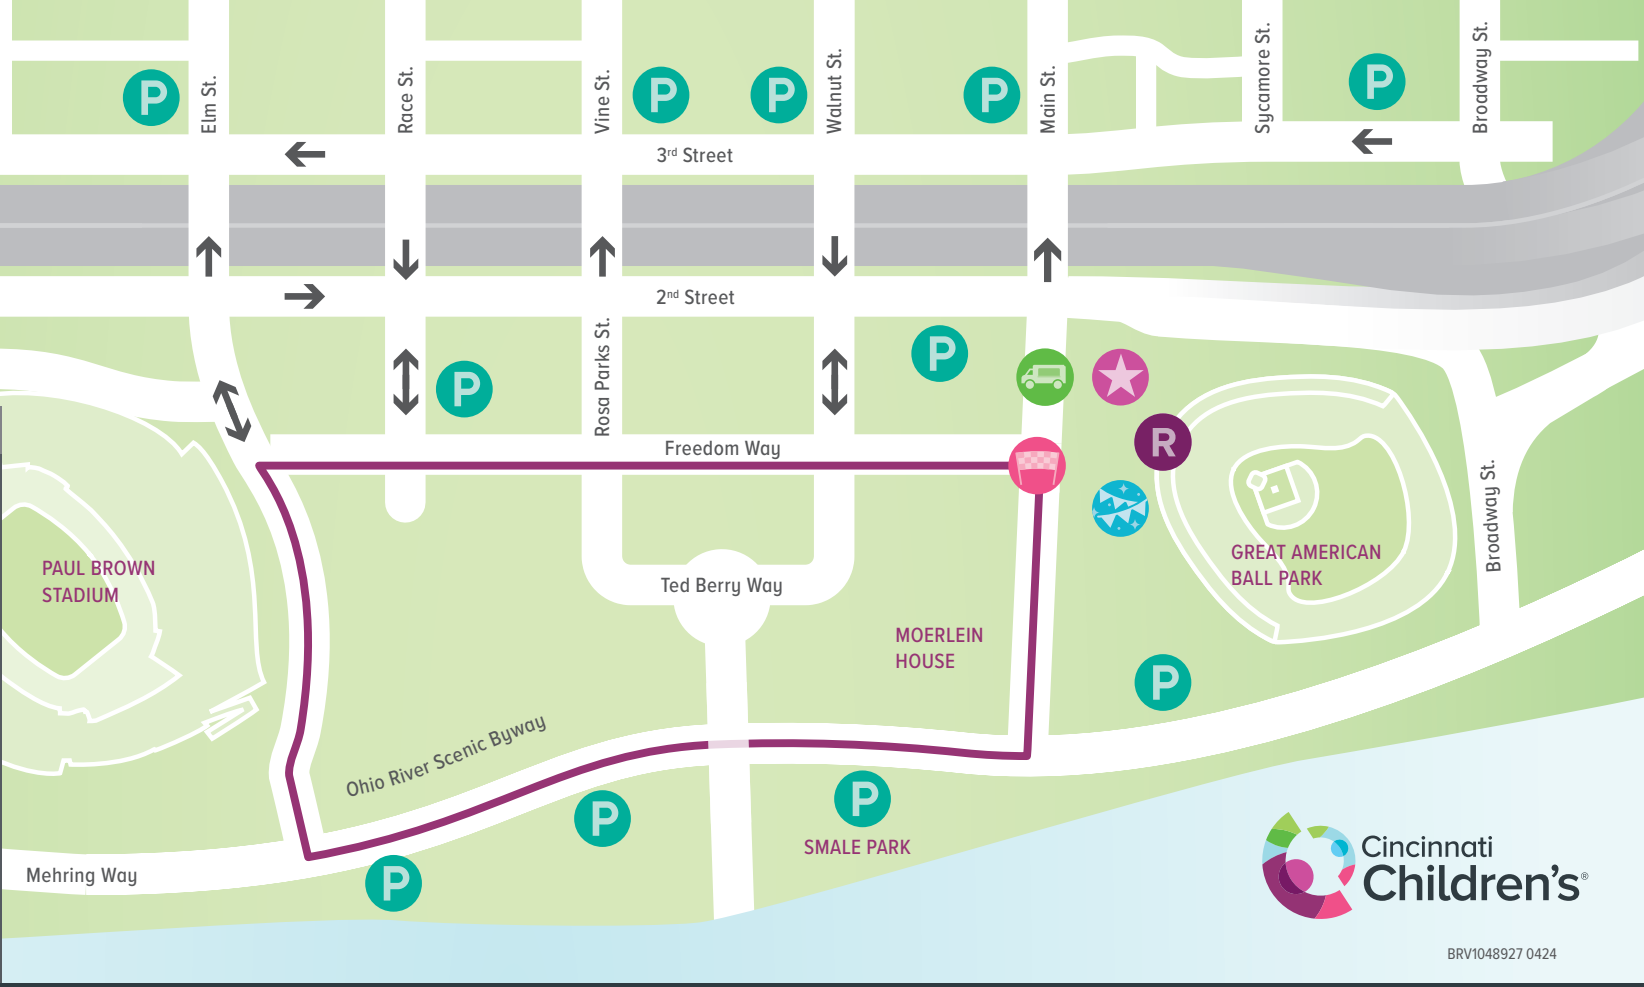 Elm St.
Race St.
Vine St.
Walnut St.
Main St.
Sycamore St.
Broadway St.
P
P
P
P
P
3rd Street
2nd Street
Rosa Parks St.
P
P
R
Freedom Way
Broadway St.
PAUL BROWN
STADIUM
GREAT AMERICAN
BALL PARK
Ted Berry Way
MOERLEIN
HOUSE
P
Ohio River Scenic Byway
P
P
SMALE PARK
Mehring Way
P
Cincinnati
Children's®
BRV1048927 0424